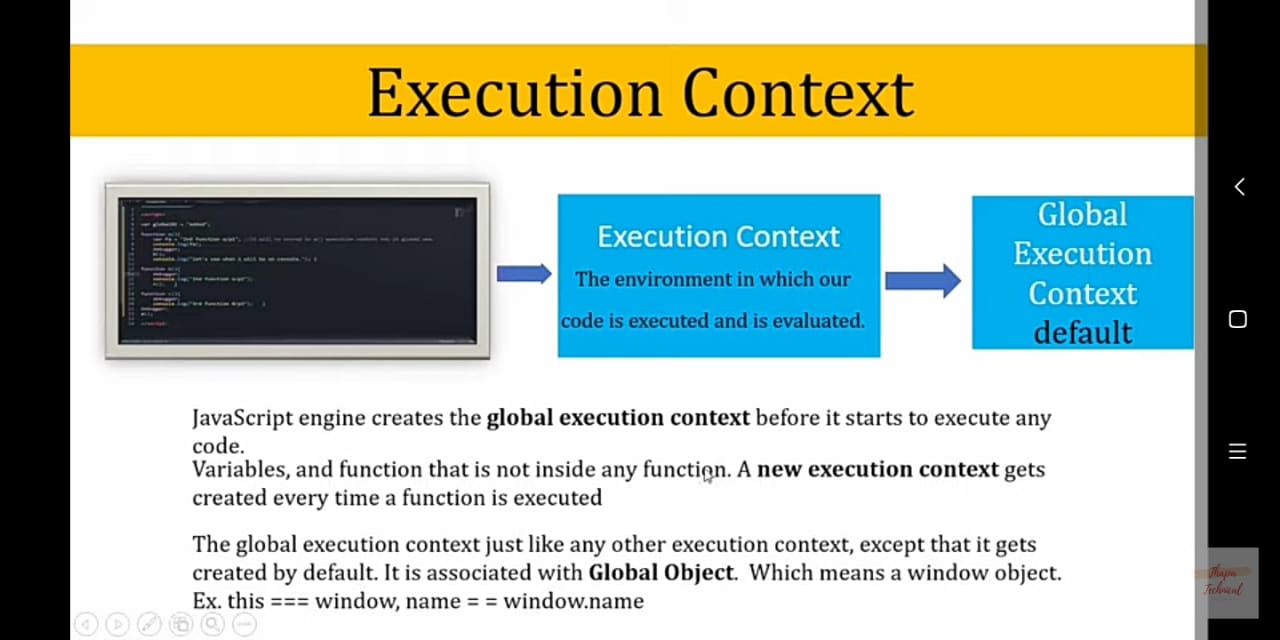 Execution Context
Execution Context
The environment in which our
code is executed and is evaluated.
Global
Execution
Context
default
JavaScript engine creates the global execution context before it starts to execute any
code.
Variables, and function that is not inside any function. A new execution context gets
created every time a function is executed
The global execution context just like any other execution context, except that it gets
created by default. It is associated with Global Object. Which means a window object.
Ex. this === window, name = = window.name
Thapa
Technical